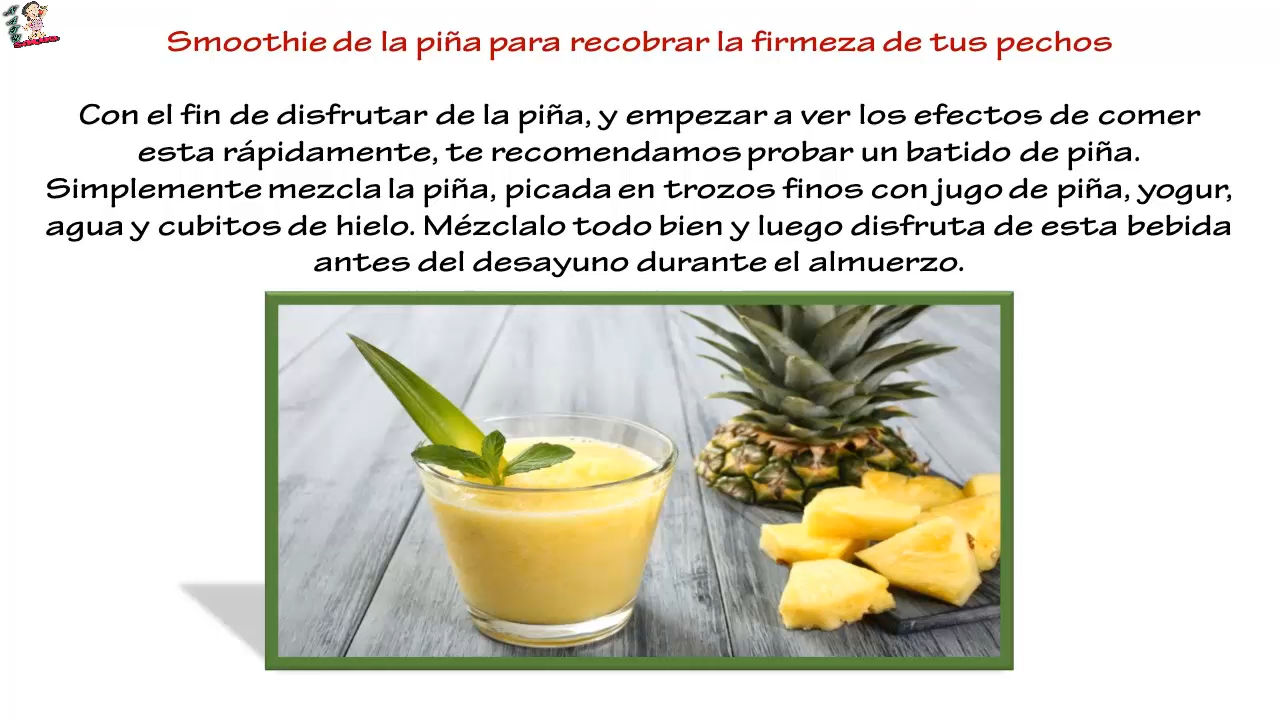 Smoothie de la piña para recobrar la firmeza de tus pechos
Con el fin de disfrutar de la piña, y empezar a ver los efectos de comer
esta rápidamente, te recomendamos probar un batido de piña.
Simplemente mezcla la piña, picada en trozos finos con jugo de piña, yogur,
agua y cubitos de hielo. Mézclalo todo bien y luego disfruta de esta bebida
antes del desayuno durante el almuerzo.